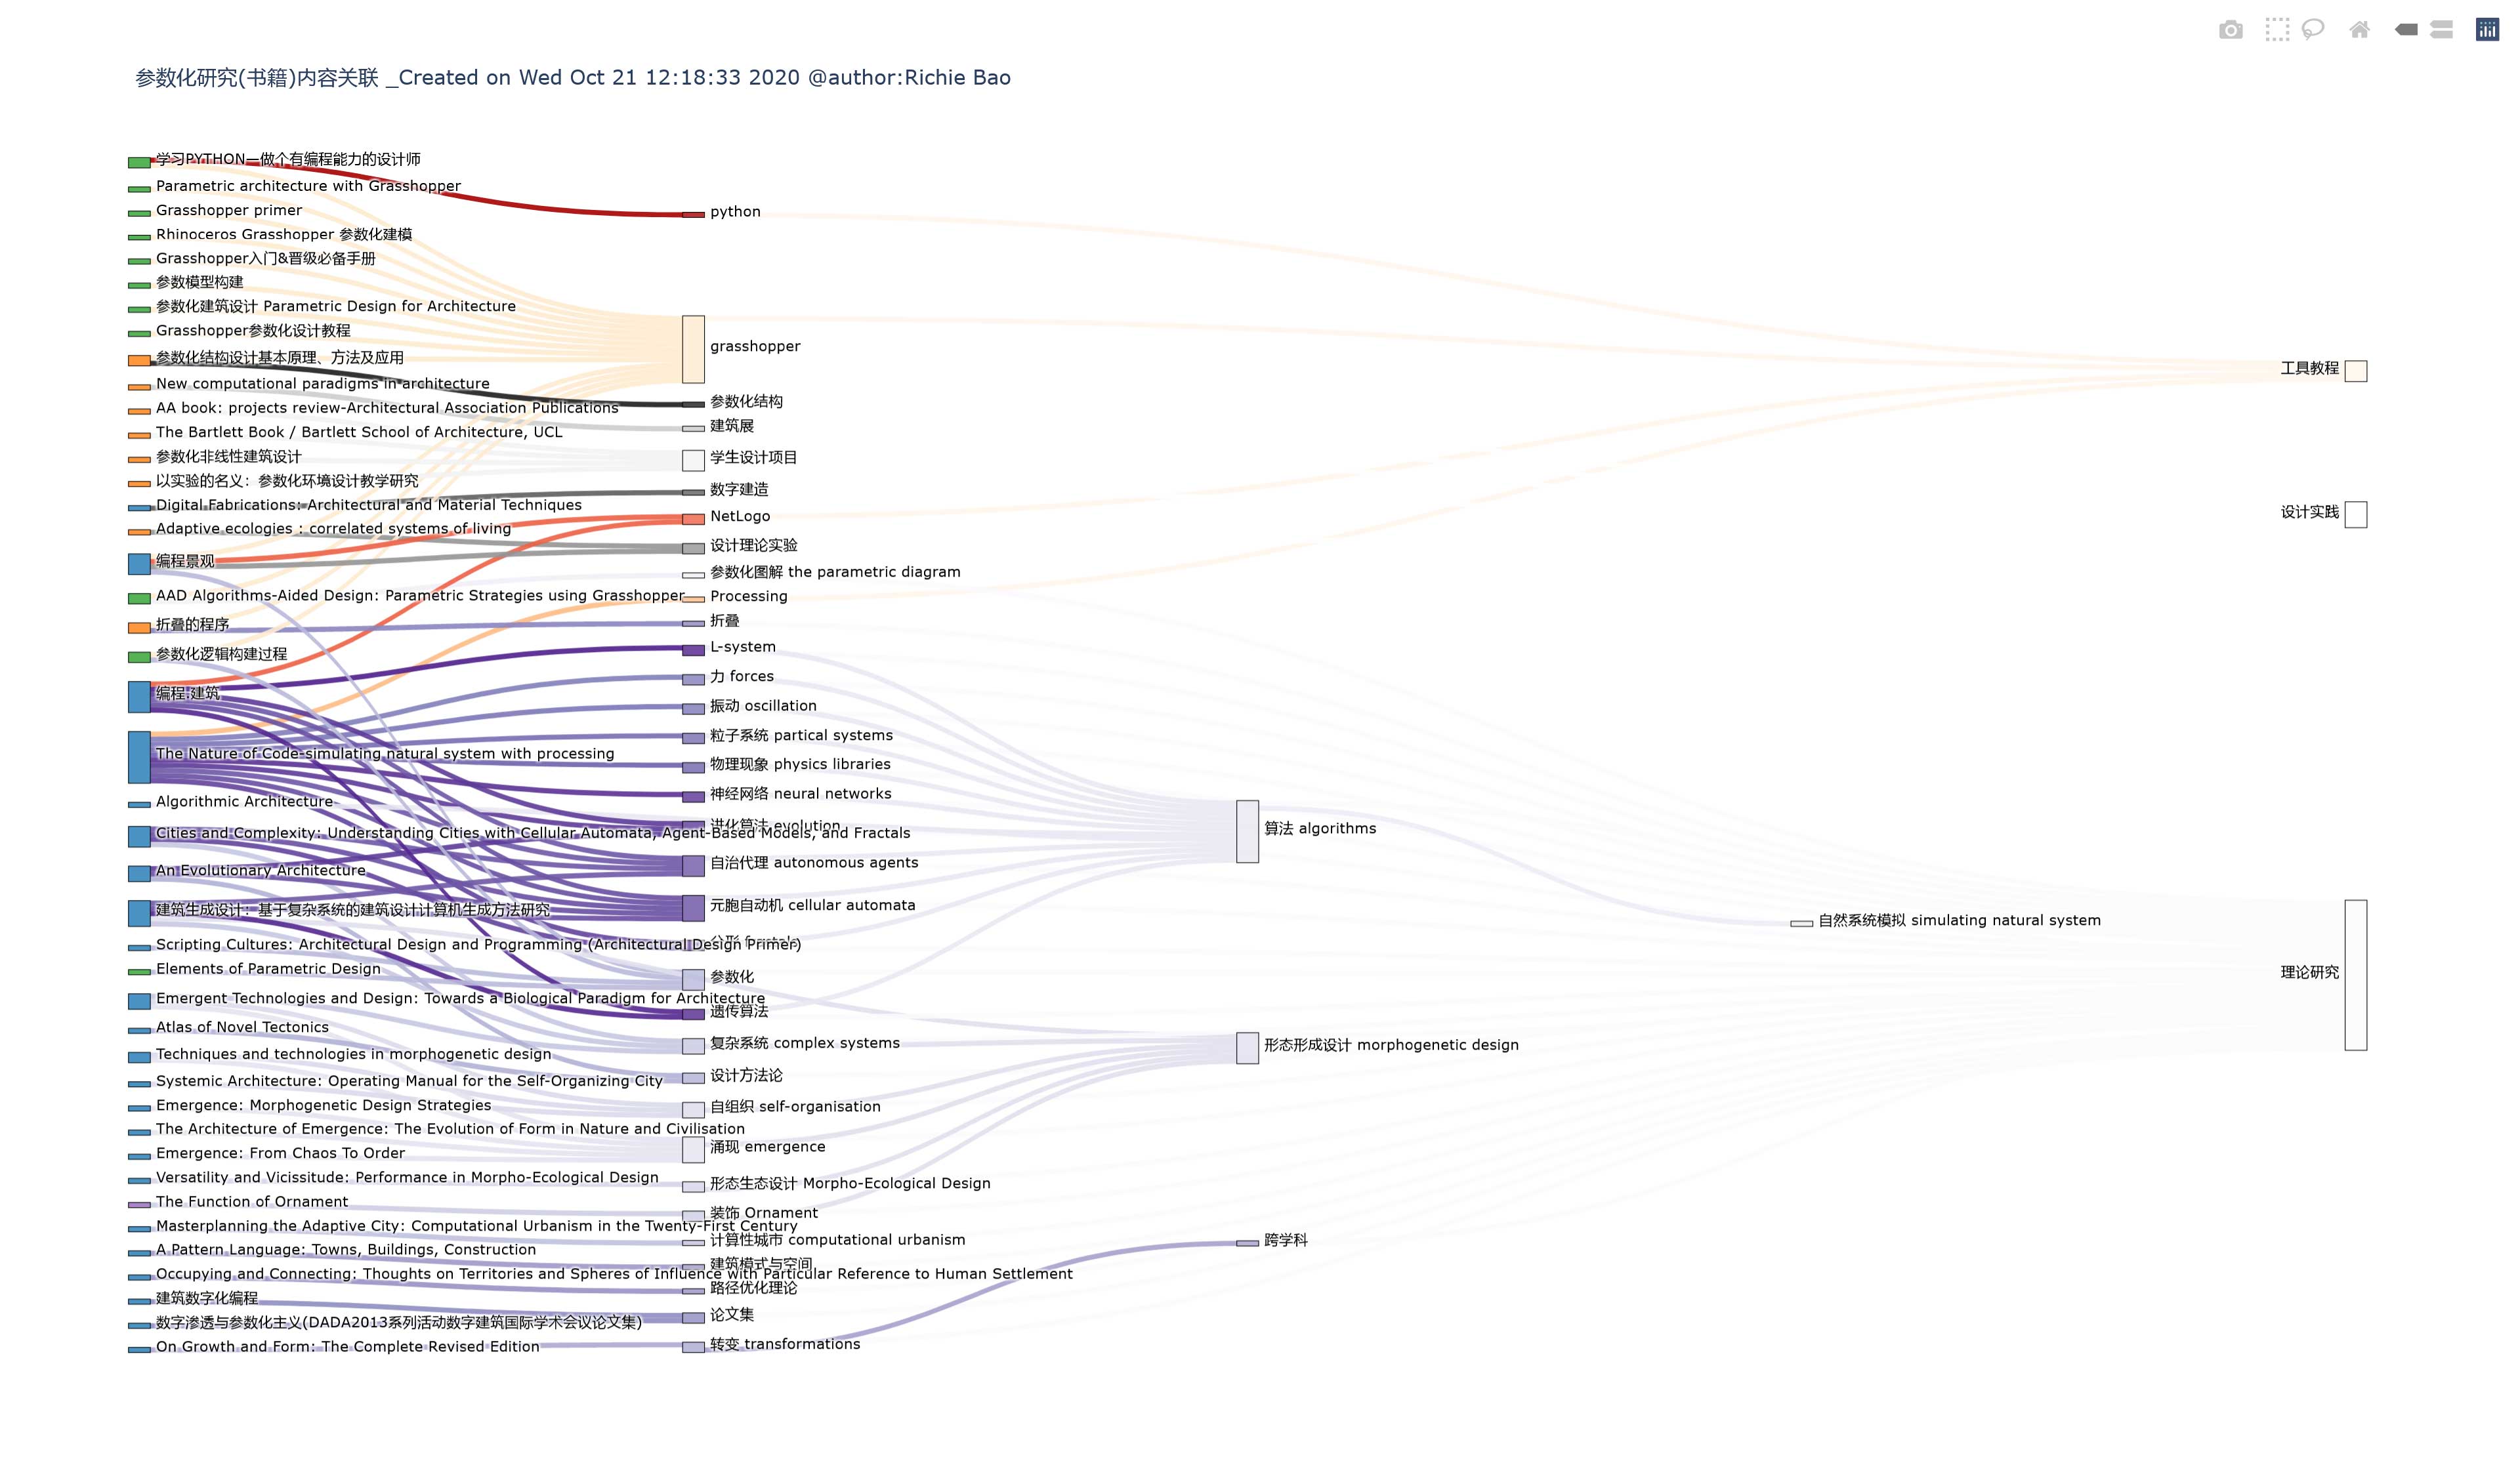 参数化研究(书籍)内容关联 _Created on Wed Oct 21 12:18:33 2020 @author:Richie Bao
学习PYTHON—做个有编程能力的设计师
Parametric architecture with Grasshopper
Grasshopper primer
Rhinoceros Grasshopper 参数化建模
Grasshopper入门&晋级必备手册
参数模型构建
参数化建筑设计 Parametric Design for Architecture
Grasshopper参数化设计教程
参数化结构设计基本原理、方法及应用
New computational paradigms in architecture
AA book: projects review-Architectural Association Publications
The Bartlett Book / Bartlett School of Architecture, UCL
参数化非线性建筑设计
以实验的名义：参数化环境设计教学研究
Digital Fabrications: Architectural and Material Techniques
Adaptive ecologies : correlated systems of living
编程景观
AAD Algorithms-Aided Design: Parametric Strategies using Grasshopper
折叠的程序
参数化逻辑构建过程
编程.建筑
The Nature of Code-simulating natural system with processing
Algorithmic Architecture
Cities and Complexity: Understanding Cities with Cellular Automata, Agent-Based Models, and Fractals
An Evolutionary Architecture
建筑生成设计：基于复杂系统的建筑设计计算机生成方法研究
Scripting Cultures: Architectural Design and Programming (Architectural Design Primer)
Elements of Parametric Design
Emergent Technologies and Design: Towards a Biological Paradigm for Architecture
Atlas of Novel Tectonics
Techniques and technologies in morphogenetic design
Systemic Architecture: Operating Manual for the Self-Organizing City
Emergence: Morphogenetic Design Strategies
The Architecture of Emergence: The Evolution of Form in Nature and Civilisation
Emergence: From Chaos To Order
Versatility and Vicissitude: Performance in Morpho-Ecological Design
The Function of Ornament
Masterplanning the Adaptive City: Computational Urbanism in the Twenty-First Century
A Pattern Language: Towns, Buildings, Construction
Occupying and Connecting: Thoughts on Territories and Spheres of Influence with Particular Reference to Human Settlement
建筑数字化编程
数字渗透与参数化主义(DADA2013系列活动数字建筑国际学术会议论文集)
On Growth and Form: The Complete Revised Edition
python
grasshopper
参数化结构
建筑展
学生设计项目
数字建造
NetLogo
设计理论实验
参数化图解 the parametric diagram
Processing
折叠
L-system
力 forces
振动 oscillation
粒子系统 partical systems
物理现象 physics libraries
神经网络 neural networks
进化算法 evolution
自治代理 autonomous agents
元胞自动机 cellular automata
参数化
遗传算法
复杂系统 complex systems
设计方法论
自组织 self-organisation
涌现 emergence
形态生态设计 Morpho-Ecological Design
装饰 Ornament
计算性城市 computational urbanism
建筑模式与空间
路径优化理论
论文集
转变 transformations
算法 algorithms
形态形成设计 morphogenetic design
跨学科
自然系统模拟 simulating natural system
工具教程
设计实践
理论研究